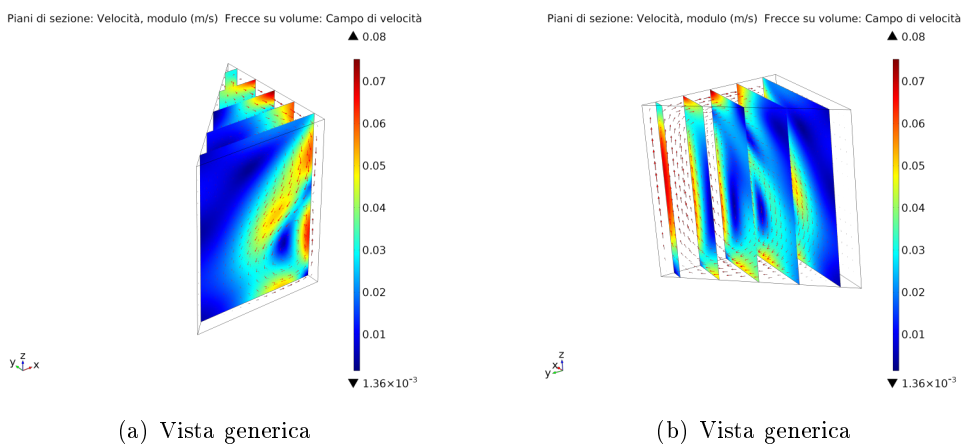 Piani di sezione: Velocità, modulo (m/s)  Frecce su volume: Campo di velocità
▲ 0.08
0.07
0.06
0.05
0.04
0.03
0.02
0.01
▼ 1.36×10⁻³
y z x
(a) Vista generica
Piani di sezione: Velocità, modulo (m/s)  Frecce su volume: Campo di velocità
▲ 0.08
0.07
0.06
0.05
0.04
0.03
0.02
0.01
▼ 1.36×10⁻³
z
x
y
(b) Vista generica